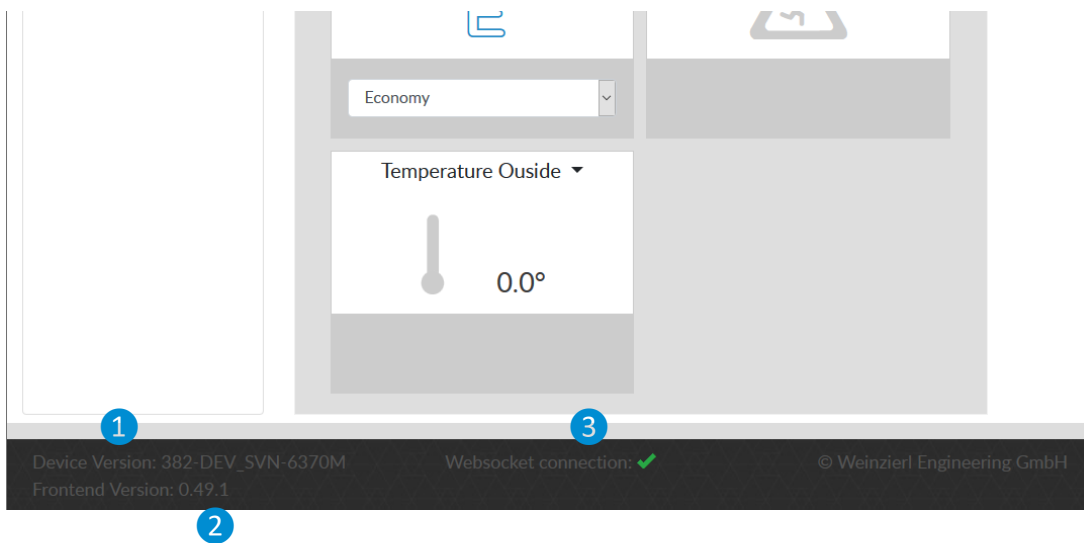 Economy
Temperature Ouside
0.0°
1
3
Device Version: 382-DEV_SVN-6370M
Websocket connection:
© Weinzierl Engineering GmbH
Frontend Version: 0.49.1
2